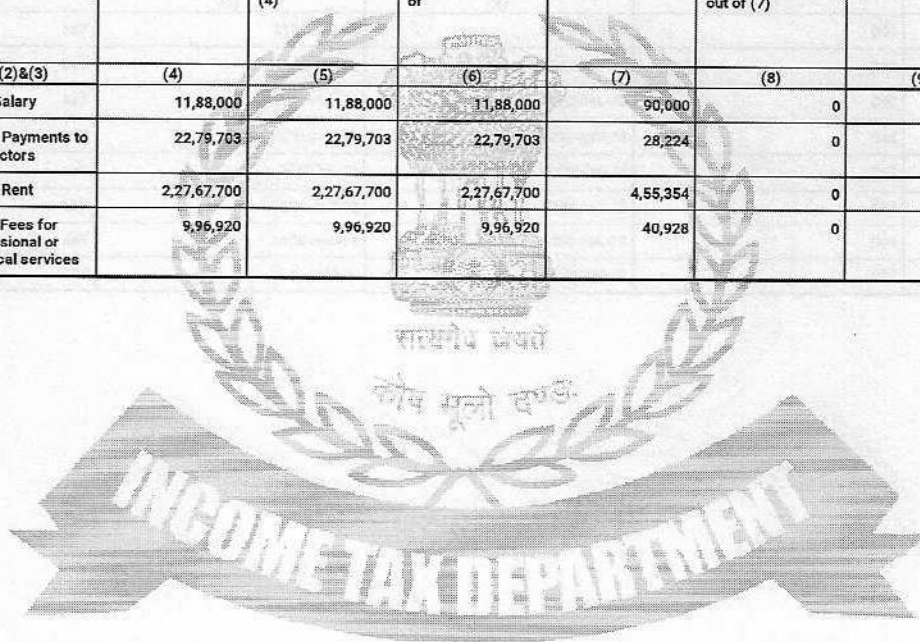 (4) of out of (7)
(2)&(3) (4) (5) (6) (7) (8)
Salary 11,88,000 11,88,000 11,88,000 90,000 0
Payments to
ctors 22,79,703 22,79,703 22,79,703 28,224 0
Rent 2,27,67,700 2,27,67,700 2,27,67,700 4,55,354 0
Fees for
sional or
cal services 9,96,920 9,96,920 9,96,920 40,928 0
सत्यमेव जयते
मूलो दण्डः
INCOME TAX DEPARTMENT